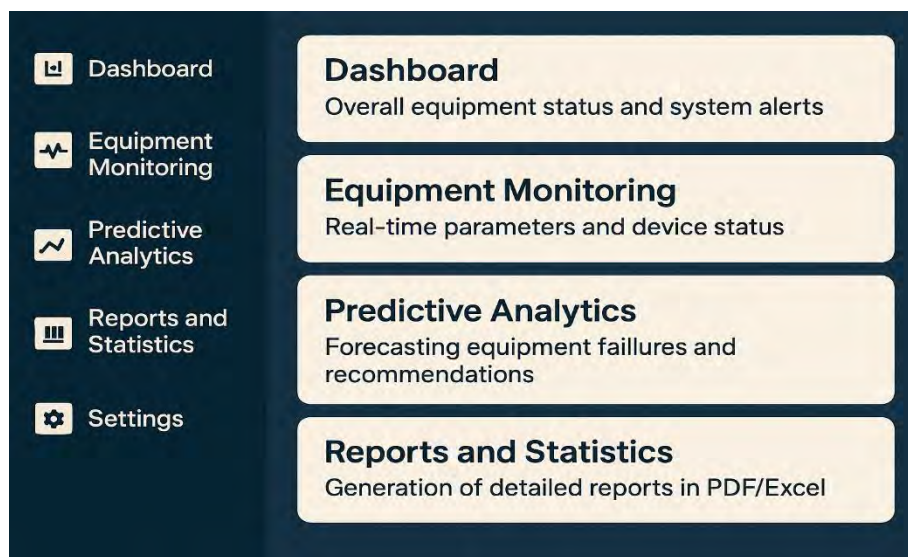 Dashboard
Equipment
Monitoring
Predictive
Analytics
Reports and
Statistics
Settings
Dashboard
Overall equipment status and system alerts
Equipment Monitoring
Real-time parameters and device status
Predictive Analytics
Forecasting equipment faillures and
recommendations
Reports and Statistics
Generation of detailed reports in PDF/Excel